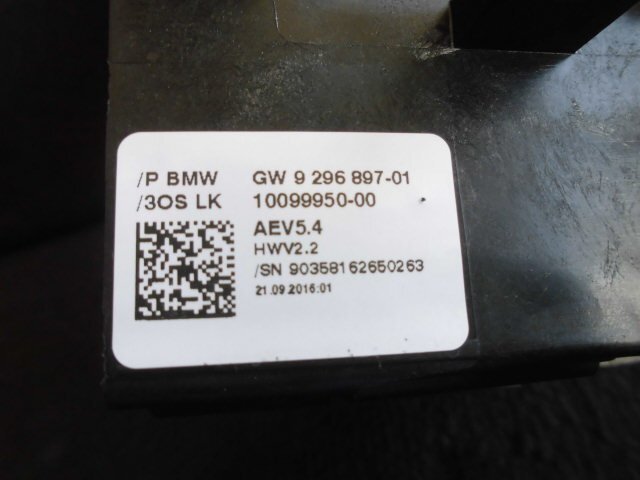 /P BMW GW 9 296 897-01
/3OS LK 10099950-00
AEV5.4
HWV2.2
/SN 90358162650263
21.09.2016:01